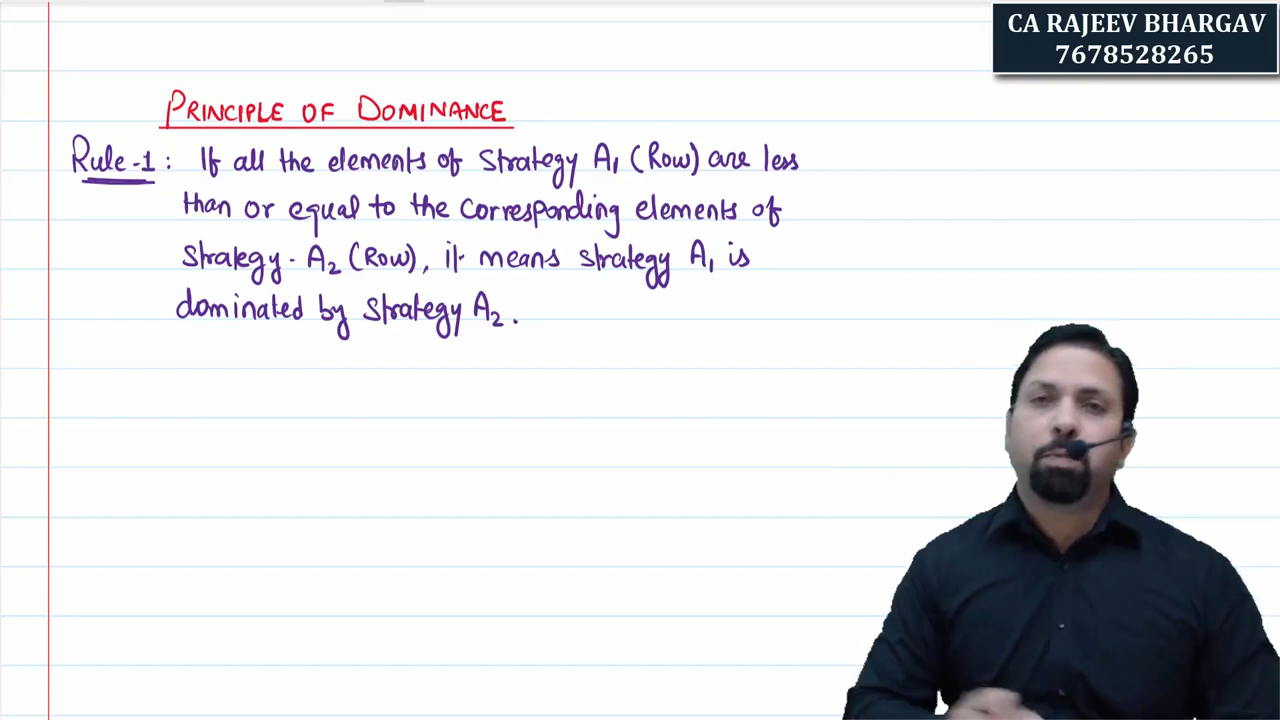 CA RAJEEV BHARGAV
7678528265
PRINCIPLE OF DOMINANCE
Rule-1: If all the elements of strategy A₁ (Row) are less
than or equal to the corresponding elements of
strategy-A₂ (Row), it means strategy A₁ is
dominated by strategy A₂.